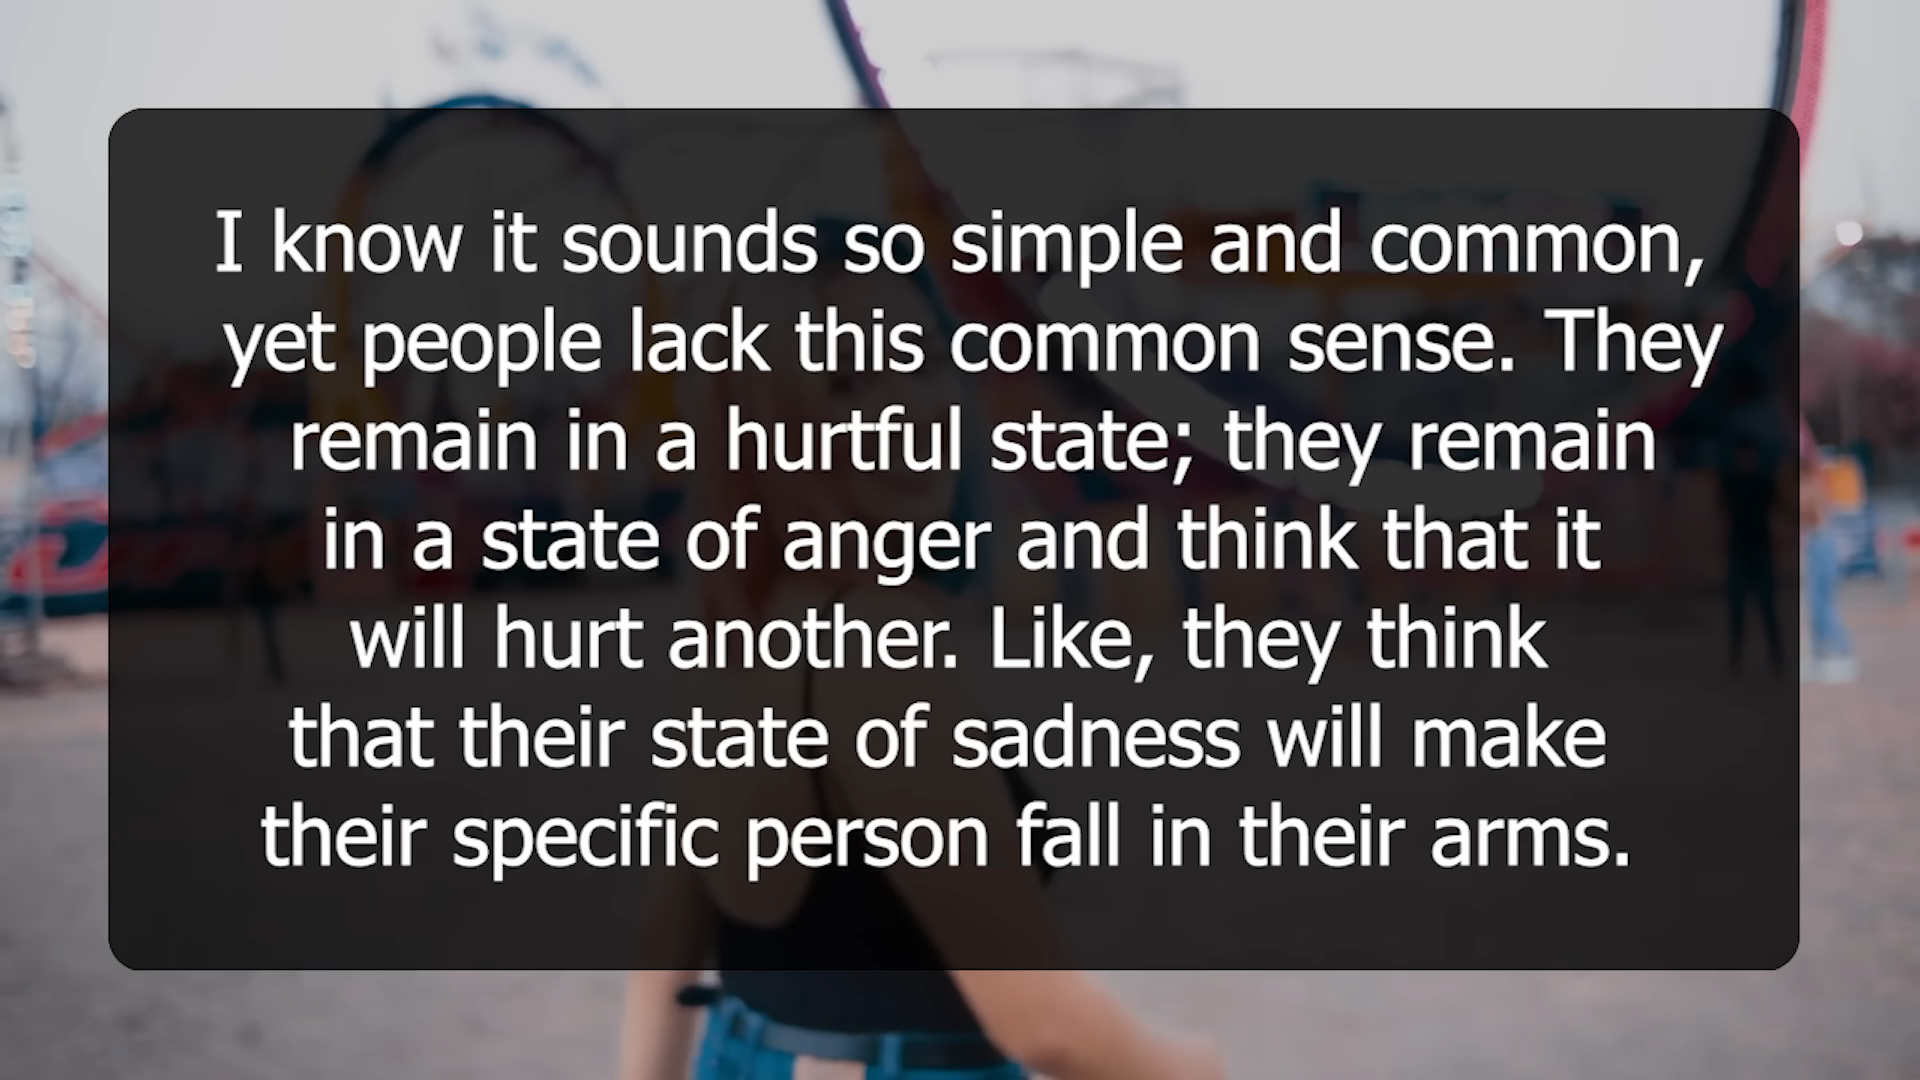 I know it sounds so simple and common,
yet people lack this common sense. They
remain in a hurtful state; they remain
in a state of anger and think that it
will hurt another. Like, they think
that their state of sadness will make
their specific person fall in their arms.